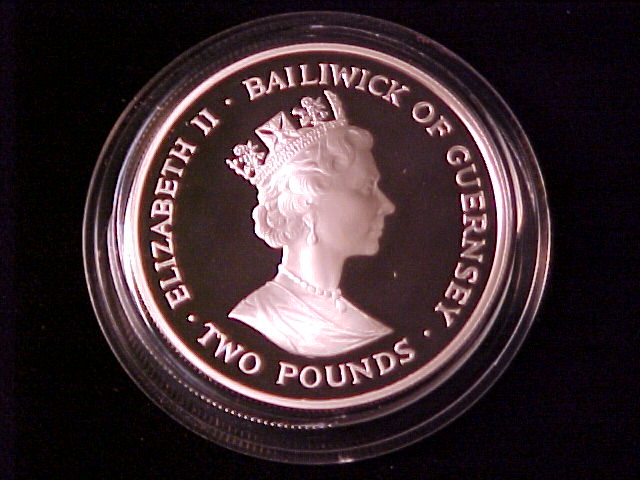 ELIZABETH II · BAILIWICK OF GUERNSEY ·
TWO POUNDS ·